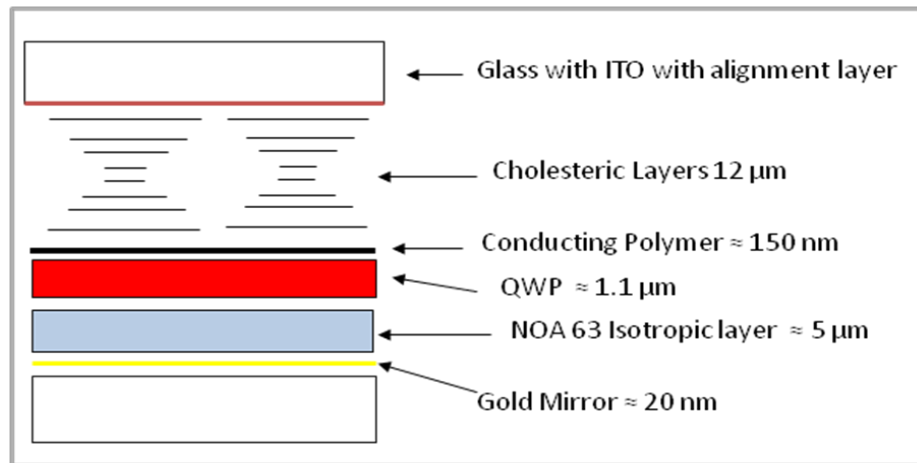 Glass with ITO with alignment layer
Cholesteric Layers 12 μm
Conducting Polymer ≈ 150 nm
QWP ≈ 1.1 μm
NOA 63 Isotropic layer ≈ 5 μm
Gold Mirror ≈ 20 nm